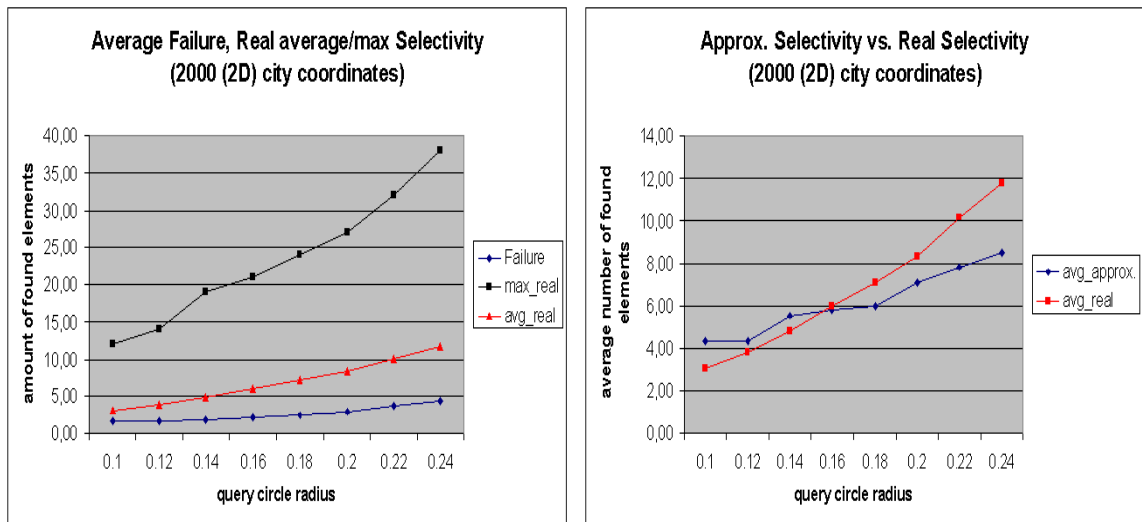 Average Failure, Real average/max Selectivity
(2000 (2D) city coordinates)
amount of found elements
40,00
35,00
30,00
25,00
20,00
15,00
10,00
5,00
0,00
0.1 0.12 0.14 0.16 0.18 0.2 0.22 0.24
query circle radius
Failure
max_real
avg_real
Approx. Selectivity vs. Real Selectivity
(2000 (2D) city coordinates)
average number of found
elements
14,00
12,00
10,00
8,00
6,00
4,00
2,00
0,00
0.1 0.12 0.14 0.16 0.18 0.2 0.22 0.24
query circle radius
avg_approx.
avg_real